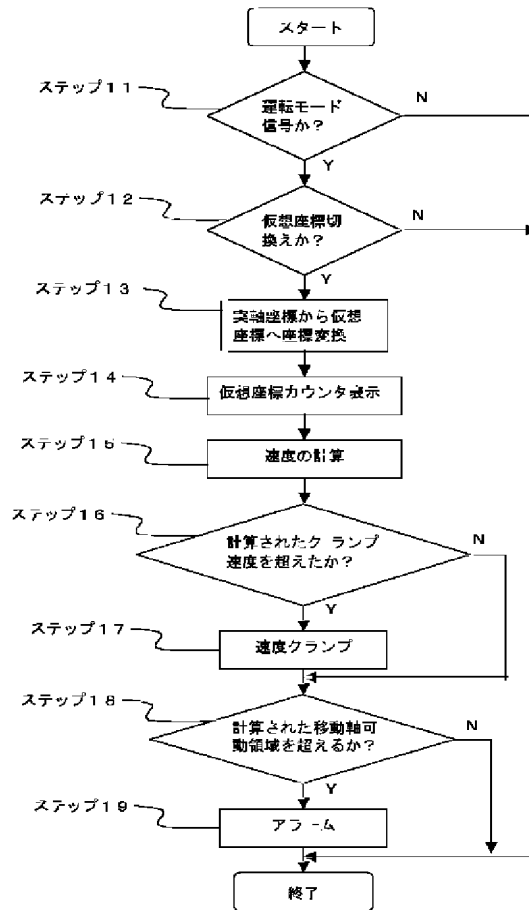 スタート
ステップ11
運転モード
信号か？
N
Y
ステップ12
仮想座標切
換えか？
N
Y
ステップ13
実軸座標から仮想
座標へ座標変換
ステップ14
仮想座標カウンタ表示
ステップ15
速度の計算
ステップ16
計算されたクランプ
速度を超えたか？
N
Y
ステップ17
速度クランプ
ステップ18
計算された移動軸可
動領域を超えるか？
N
Y
ステップ19
アラーム
終了